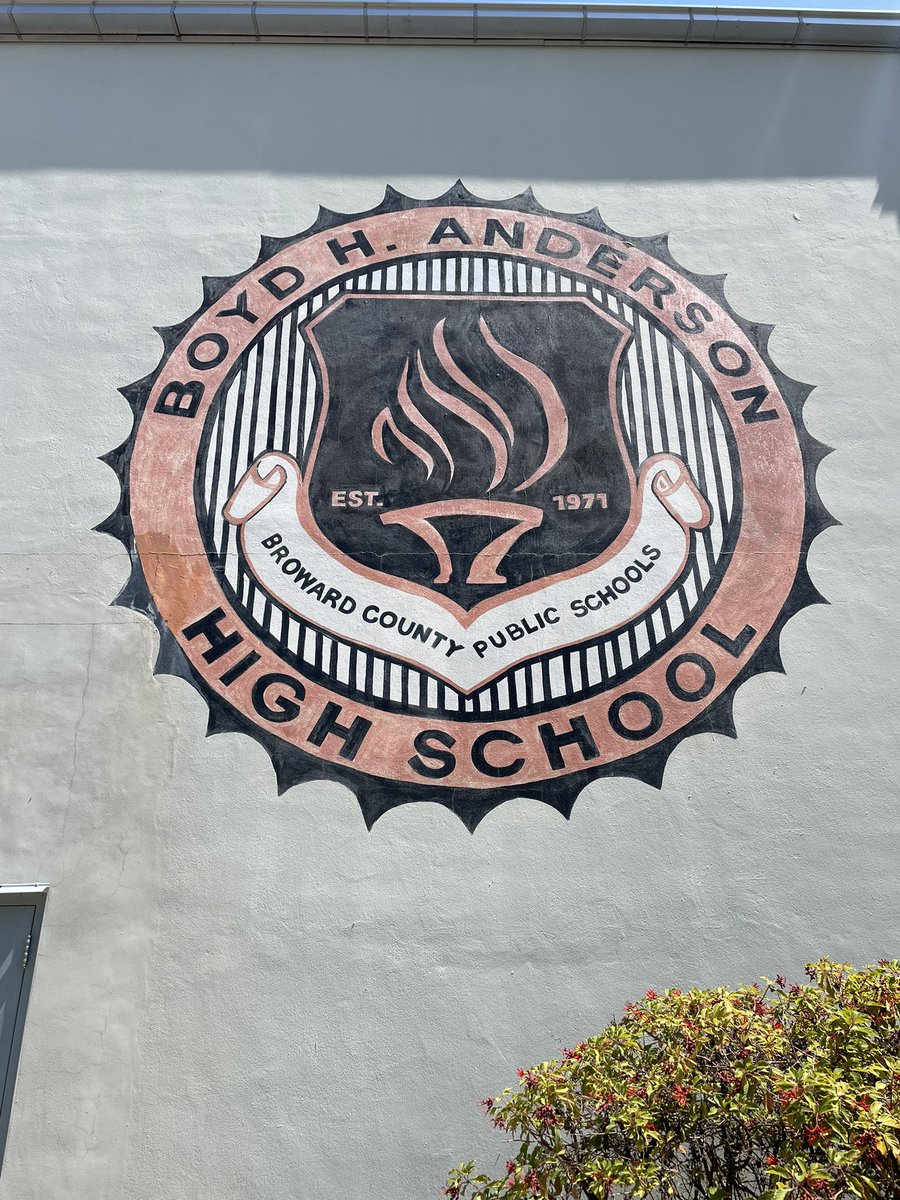 BOYD H. ANDERSON
EST. 1971
BROWARD COUNTY PUBLIC SCHOOLS
HIGH SCHOOL